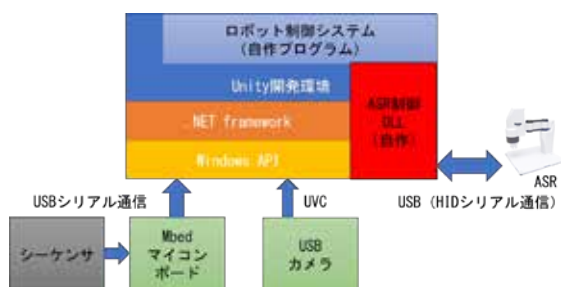 ロボット制御システム
(自作プログラム)
Unity開発環境
.NET framework
Windows API
ASR制御
DLL
(自作)
ASR
USBシリアル通信
UVC
USB (HIDシリアル通信)
シーケンサ
Mbed
マイコン
ボード
USB
カメラ